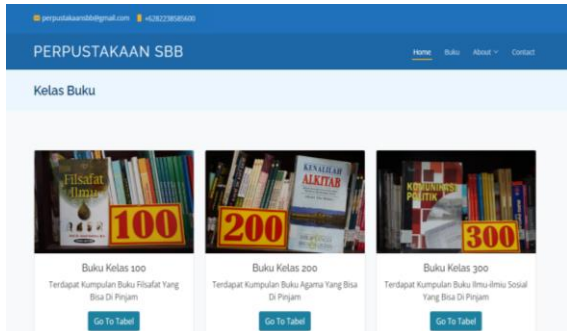 perpustakaansbb@gmail.com +6282238585600
PERPUSTAKAAN SBB
Home Buku About Contact
Kelas Buku
Filsafat
Ilmu
100
KENALILAH
ALKITAB
200
KOMUNIKASI
POLITIK
300
Buku Kelas 100
Terdapat Kumpulan Buku Filsafat Yang
Bisa Di Pinjam
Go To Tabel
Buku Kelas 200
Terdapat Kumpulan Buku Agama Yang Bisa
Di Pinjam
Go To Tabel
Buku Kelas 300
Terdapat Kumpulan Buku Ilmu-ilmiu Sosial
Yang Bisa Di Pinjam
Go To Tabel